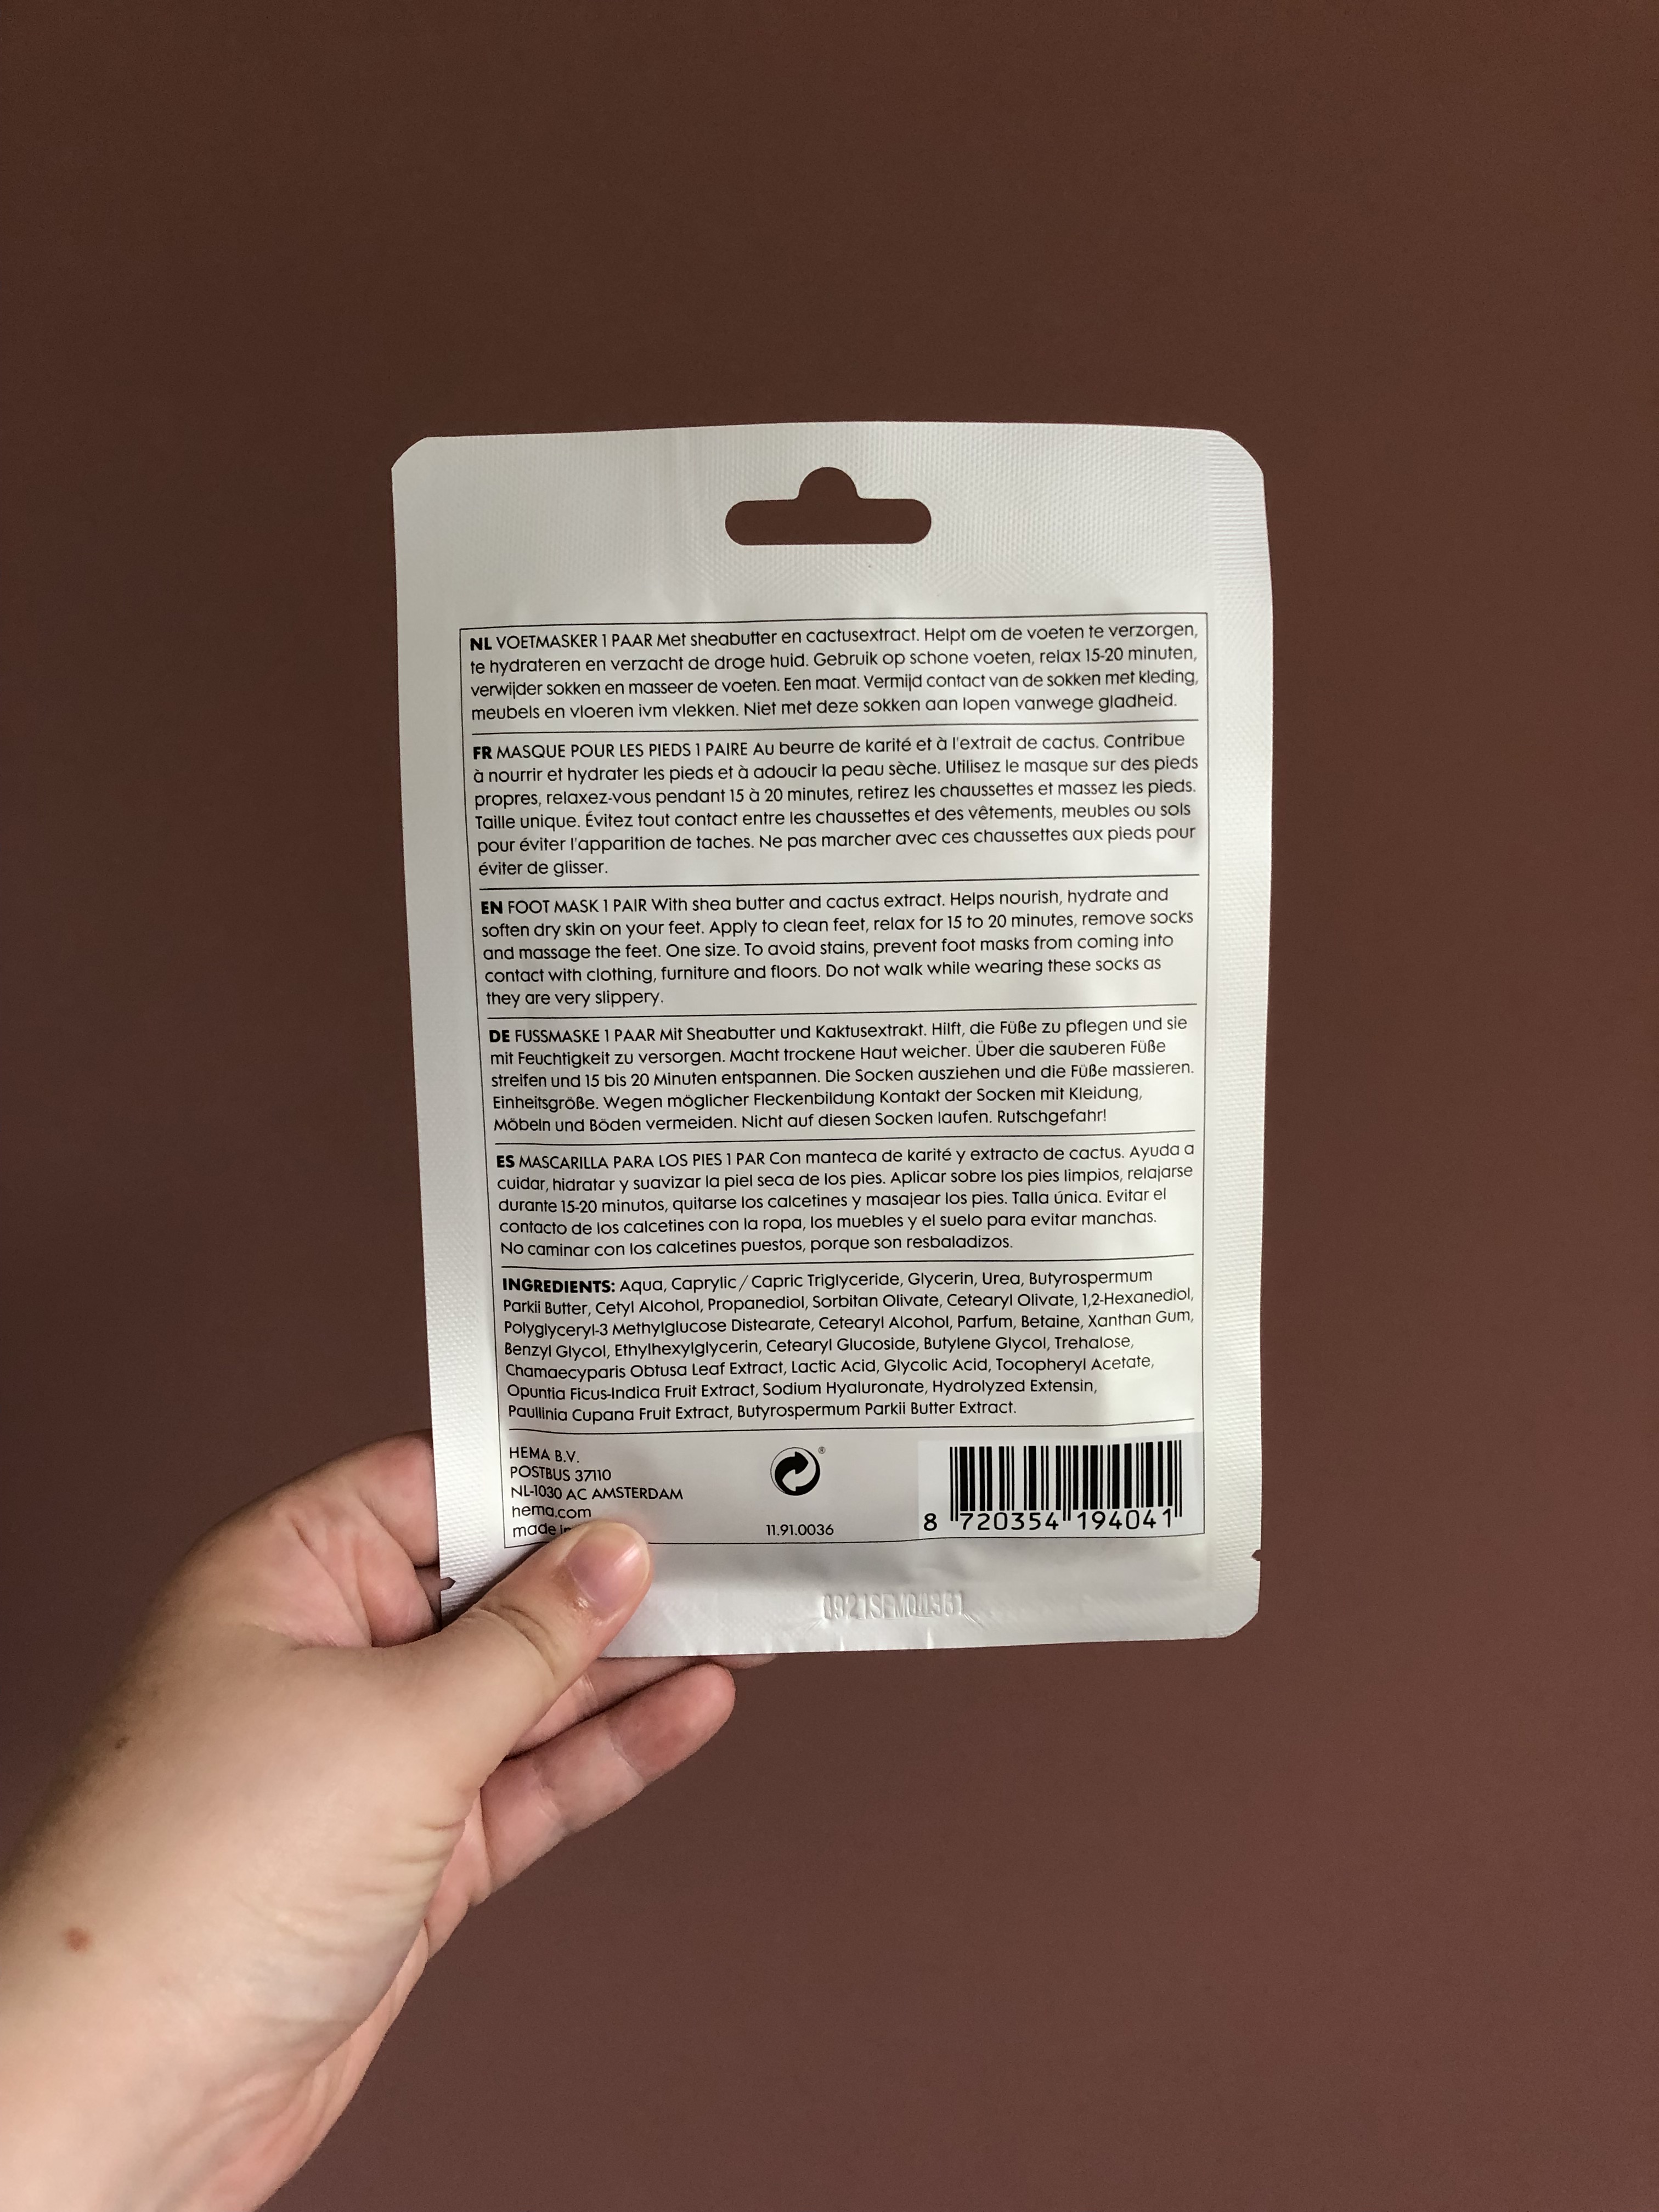 NL VOETMASKER 1 PAAR Met sheabutter en cactusextract. Helpt om de voeten te verzorgen,
te hydrateren en verzacht de droge huid. Gebruik op schone voeten, relax 15-20 minuten,
verwijder sokken en masseer de voeten. Een maat. Vermijd contact van de sokken met kleding,
meubels en vloeren ivm vlekken. Niet met deze sokken aan lopen vanwege gladheid.
FR MASQUE POUR LES PIEDS 1 PAIRE Au beurre de karité et à l'extrait de cactus. Contribue
à nourrir et hydrater les pieds et à adoucir la peau sèche. Utilisez le masque sur des pieds
propres, relaxez-vous pendant 15 à 20 minutes, retirez les chaussettes et massez les pieds.
Taille unique. Évitez tout contact entre les chaussettes et des vêtements, meubles ou sols
pour éviter l'apparition de taches. Ne pas marcher avec ces chaussettes aux pieds pour
éviter de glisser.
EN FOOT MASK 1 PAIR With shea butter and cactus extract. Helps nourish, hydrate and
soften dry skin on your feet. Apply to clean feet, relax for 15 to 20 minutes, remove socks
and massage the feet. One size. To avoid stains, prevent foot masks from coming into
contact with clothing, furniture and floors. Do not walk while wearing these socks as
they are very slippery.
DE FUSSMASKE 1 PAAR Mit Sheabutter und Kaktusextrakt. Hilft, die Füße zu pflegen und sie
mit Feuchtigkeit zu versorgen. Macht trockene Haut weicher. Über die sauberen Füße
streifen und 15 bis 20 Minuten entspannen. Die Socken ausziehen und die Füße massieren.
Einheitsgröße. Wegen möglicher Fleckenbildung Kontakt der Socken mit Kleidung,
Möbeln und Böden vermeiden. Nicht auf diesen Socken laufen. Rutschgefahr!
ES MASCARILLA PARA LOS PIES 1 PAR Con manteca de karité y extracto de cactus. Ayuda a
cuidar, hidratar y suavizar la piel seca de los pies. Aplicar sobre los pies limpios, relajarse
durante 15-20 minutos, quitarse los calcetines y masajear los pies. Talla única. Evitar el
contacto de los calcetines con la ropa, los muebles y el suelo para evitar manchas.
No caminar con los calcetines puestos, porque son resbaladizos.
INGREDIENTS: Aqua, Caprylic / Capric Triglyceride, Glycerin, Urea, Butyrospermum
Parkii Butter, Cetyl Alcohol, Propanediol, Sorbitan Olivate, Cetearyl Olivate, 1,2-Hexanediol,
Polyglyceryl-3 Methylglucose Distearate, Cetearyl Alcohol, Parfum, Betaine, Xanthan Gum,
Benzyl Glycol, Ethylhexylglycerin, Cetearyl Glucoside, Butylene Glycol, Trehalose,
Chamaecyparis Obtusa Leaf Extract, Lactic Acid, Glycolic Acid, Tocopheryl Acetate,
Opuntia Ficus-Indica Fruit Extract, Sodium Hyaluronate, Hydrolyzed Extensin,
Paullinia Cupana Fruit Extract, Butyrospermum Parkii Butter Extract.
HEMA B.V.
POSTBUS 37110
NL-1030 AC AMSTERDAM
hema.com
made in
®
11.91.0036
8 720354 194041